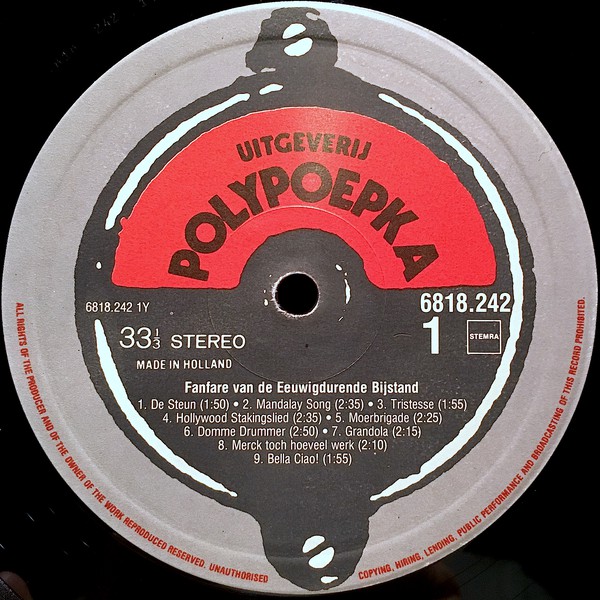 UITGEVERIJ
POLYPOEPKA
6818.242 1Y
6818.242
33⅓ STEREO
1
STEMRA
MADE IN HOLLAND
Fanfare van de Eeuwigdurende Bijstand
1. De Steun (1:50) • 2. Mandalay Song (2:35) • 3. Tristesse (1:55)
4. Hollywood Stakingslied (2:35) • 5. Moerbrigade (2:25)
6. Domme Drummer (2:50) • 7. Grandola (2:15)
8. Merck toch hoeveel werk (2:10)
9. Bella Ciao! (1:55)
ALL RIGHTS OF THE PRODUCER AND OF THE OWNER OF THE WORK REPRODUCED RESERVED. UNAUTHORISED
COPYING, HIRING, LENDING, PUBLIC PERFORMANCE AND BROADCASTING OF THIS RECORD PROHIBITED.